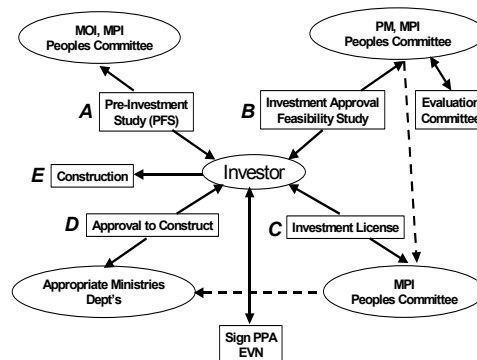 MOI, MPI
Peoples Committee
PM, MPI
Peoples Committee
A
Pre-Investment
Study (PFS)
B
Investment Approval
Feasibility Study
Evaluation
Committee
E
Construction
Investor
D
Approval to Construct
C
Investment License
Appropriate Ministries
Dept's
MPI
Peoples Committee
Sign PPA
EVN